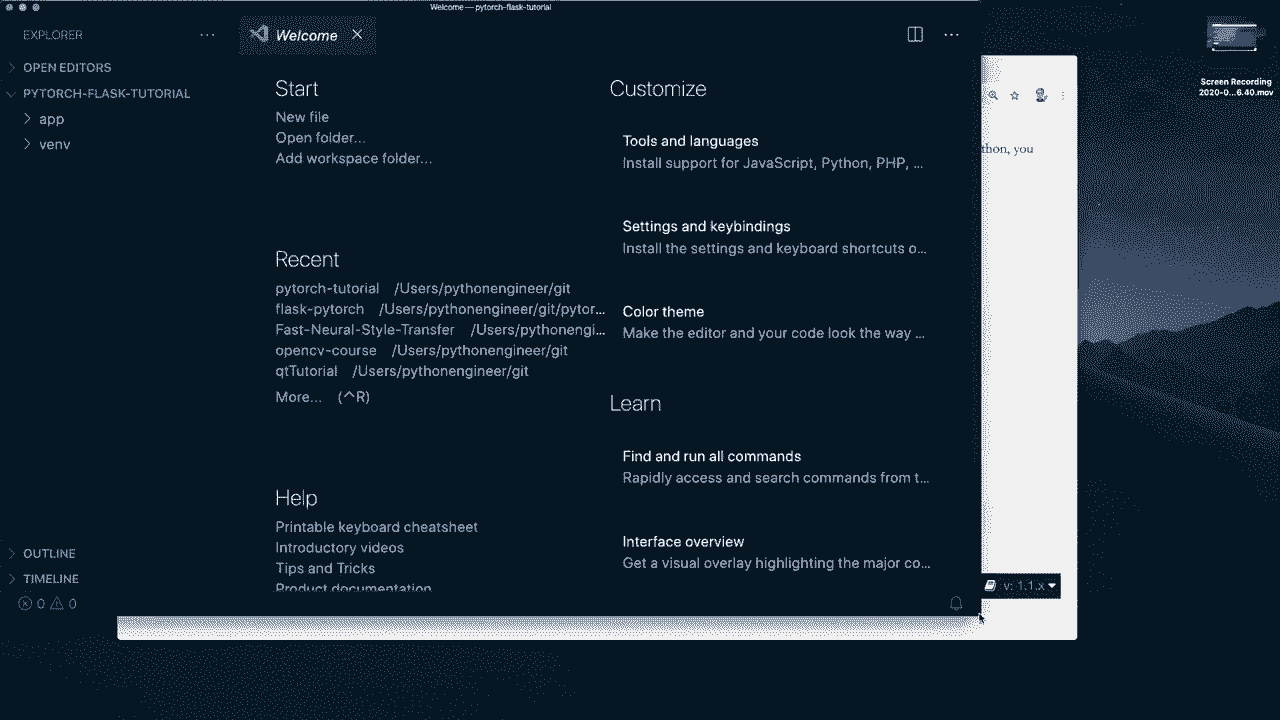 Welcome — pytorch-flask-tutorial
EXPLORER
Welcome
OPEN EDITORS
PYTORCH-FLASK-TUTORIAL
app
venv
OUTLINE
TIMELINE
0 0
Start
New file
Open folder...
Add workspace folder...
Recent
pytorch-tutorial /Users/pythonengineer/git
flask-pytorch /Users/pythonengineer/git/pytor...
Fast-Neural-Style-Transfer /Users/pythonengi...
opencv-course /Users/pythonengineer/git
qtTutorial /Users/pythonengineer/git
More... (^R)
Help
Printable keyboard cheatsheet
Introductory videos
Tips and Tricks
Product documentation
Customize
Tools and languages
Install support for JavaScript, Python, PHP, ...
Settings and keybindings
Install the settings and keyboard shortcuts o...
Color theme
Make the editor and your code look the way ...
Learn
Find and run all commands
Rapidly access and search commands from t...
Interface overview
Get a visual overlay highlighting the major co...
thon, you
v: 1.1.x
Screen Recording
2020-0...6.40.mov